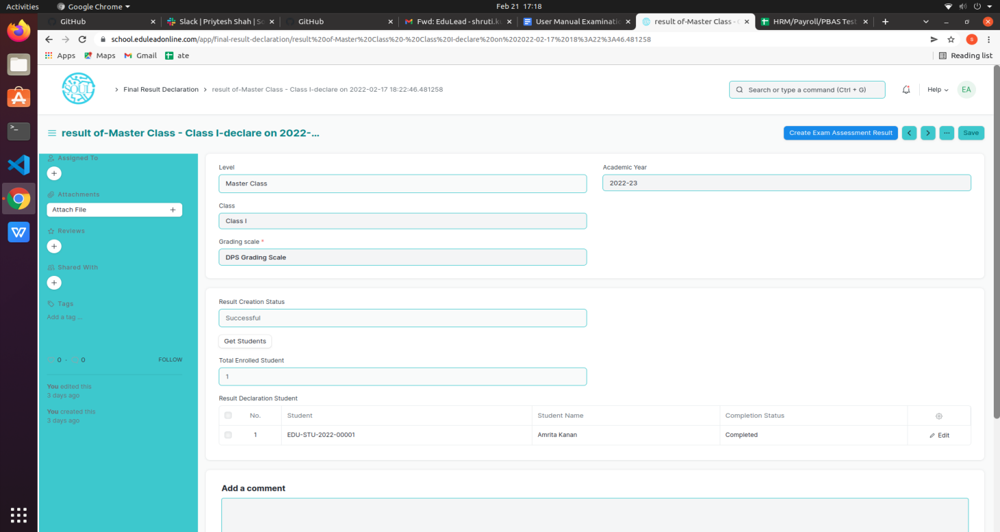 Activities Google Chrome Feb 21 17:18
GitHub Slack | Priytesh Shah | GitHub Fwd: EduLead - shruti.k User Manual Examinatio result of-Master Class - HRM/Payroll/PBAS Test
school.eduleadonline.com/app/final-result-declaration/result%20of-Master%20Class%20-%20Class%20I-declare%20on%202022-02-17%2018%3A22%3A46.481258 S
Apps Maps Gmail ate Reading list
SOUL Final Result Declaration result of-Master Class - Class I-declare on 2022-02-17 18:22:46.481258 Search or type a command (Ctrl + G) Help EA
result of-Master Class - Class I-declare on 2022-... Create Exam Assessment Result ... Save
Assigned To
Attachments
Attach File +
Reviews
Shared With
Tags
Add a tag ...
0 · 0 FOLLOW
You edited this
3 days ago
You created this
3 days ago
Level
Master Class
Academic Year
2022-23
Class
Class I
Grading scale *
DPS Grading Scale
Result Creation Status
Successful
Get Students
Total Enrolled Student
1
Result Declaration Student
No. Student Student Name Completion Status
1 EDU-STU-2022-00001 Amrita Kanan Completed Edit
Add a comment